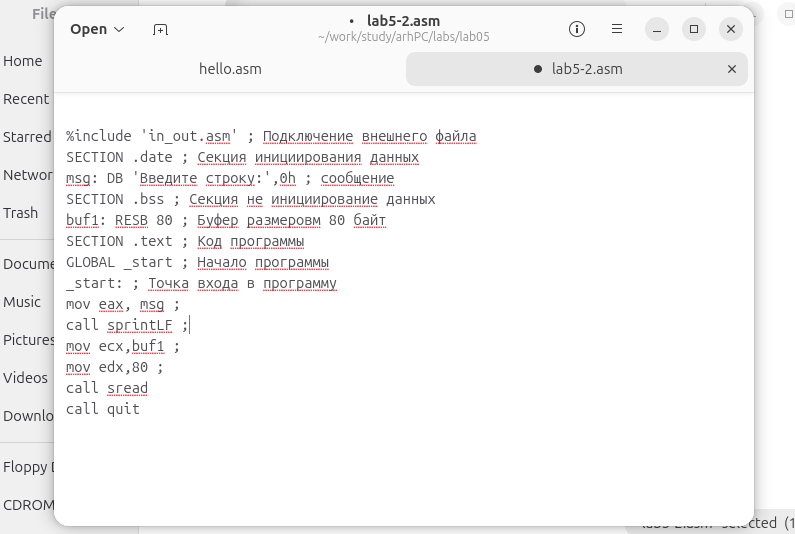 File
Open
• lab5-2.asm
~/work/study/arhPC/labs/lab05
hello.asm
● lab5-2.asm
Home
Recent
Starred
Networ
Trash
Docume
Music
Pictures
Videos
Downlo
Floppy D
CDROM
%include 'in_out.asm' ; Подключение внешнего файла
SECTION .date ; Секция инициирования данных
msg: DB 'Введите строку:',0h ; сообщение
SECTION .bss ; Секция не инициирование данных
buf1: RESB 80 ; Буфер размеровм 80 байт
SECTION .text ; Код программы
GLOBAL _start ; Начало программы
_start: ; Точка входа в программу
mov eax, msg ;
call sprintLF ;
mov ecx,buf1 ;
mov edx,80 ;
call sread
call quit
selected (1